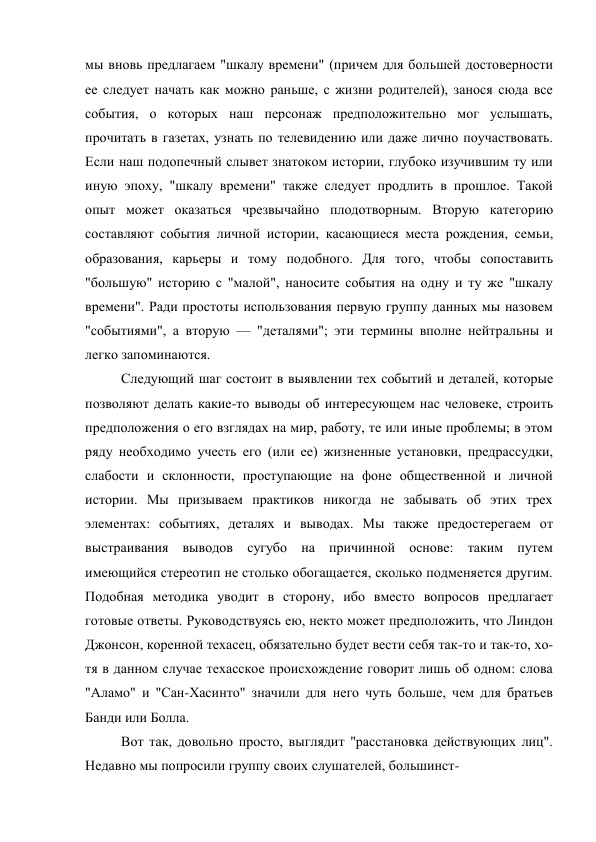 мы вновь предлагаем "шкалу времени" (причем для большей достоверности
ее следует начать как можно раньше, с жизни родителей), занося сюда все
события, о которых наш персонаж предположительно мог услышать,
прочитать в газетах, узнать по телевидению или даже лично поучаствовать.
Если наш подопечный слывет знатоком истории, глубоко изучившим ту или
иную эпоху, "шкалу времени" также следует продлить в прошлое. Такой
опыт может оказаться чрезвычайно плодотворным. Вторую категорию
составляют события личной истории, касающиеся места рождения, семьи,
образования, карьеры и тому подобного. Для того, чтобы сопоставить
"большую" историю с "малой", наносите события на одну и ту же "шкалу
времени". Ради простоты использования первую группу данных мы назовем
"событиями", а вторую — "деталями"; эти термины вполне нейтральны и
легко запоминаются.
Следующий шаг состоит в выявлении тех событий и деталей, которые
позволяют делать какие-то выводы об интересующем нас человеке, строить
предположения о его взглядах на мир, работу, те или иные проблемы; в этом
ряду необходимо учесть его (или ее) жизненные установки, предрассудки,
слабости и склонности, проступающие на фоне общественной и личной
истории. Мы призываем практиков никогда не забывать об этих трех
элементах: событиях, деталях и выводах. Мы также предостерегаем от
выстраивания выводов сугубо на причинной основе: таким путем
имеющийся стереотип не столько обогащается, сколько подменяется другим.
Подобная методика уводит в сторону, ибо вместо вопросов предлагает
готовые ответы. Руководствуясь ею, некто может предположить, что Линдон
Джонсон, коренной техасец, обязательно будет вести себя так-то и так-то, хо-
тя в данном случае техасское происхождение говорит лишь об одном: слова
"Аламо" и "Сан-Хасинто" значили для него чуть больше, чем для братьев
Банди или Болла.
Вот так, довольно просто, выглядит "расстановка действующих лиц".
Недавно мы попросили группу своих слушателей, большинст-